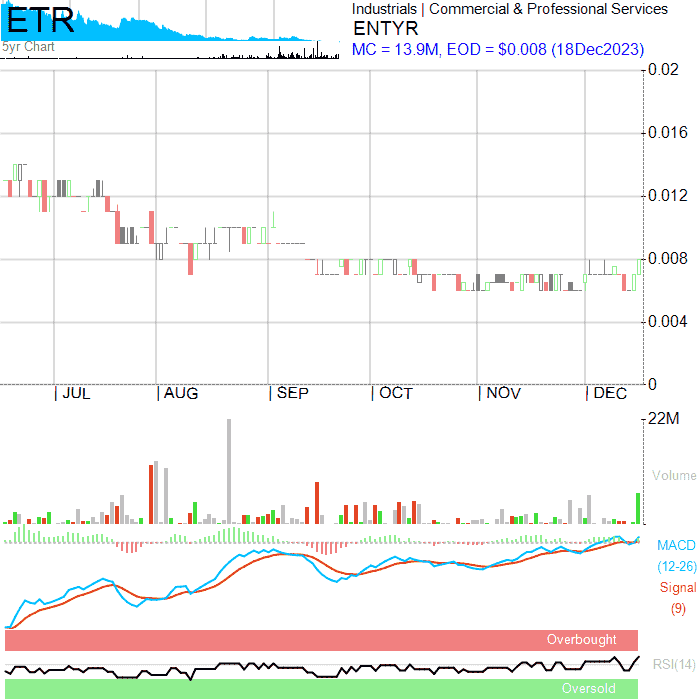 ETR
5yr Chart
Industrials | Commercial & Professional Services
ENTYR
MC = 13.9M, EOD = $0.008 (18Dec2023)
0.02
0.016
0.012
0.008
0.004
0
| JUL | AUG | SEP | OCT | NOV | DEC
22M
Volume
MACD
(12-26)
Signal
(9)
Overbought
RSI(14)
Oversold